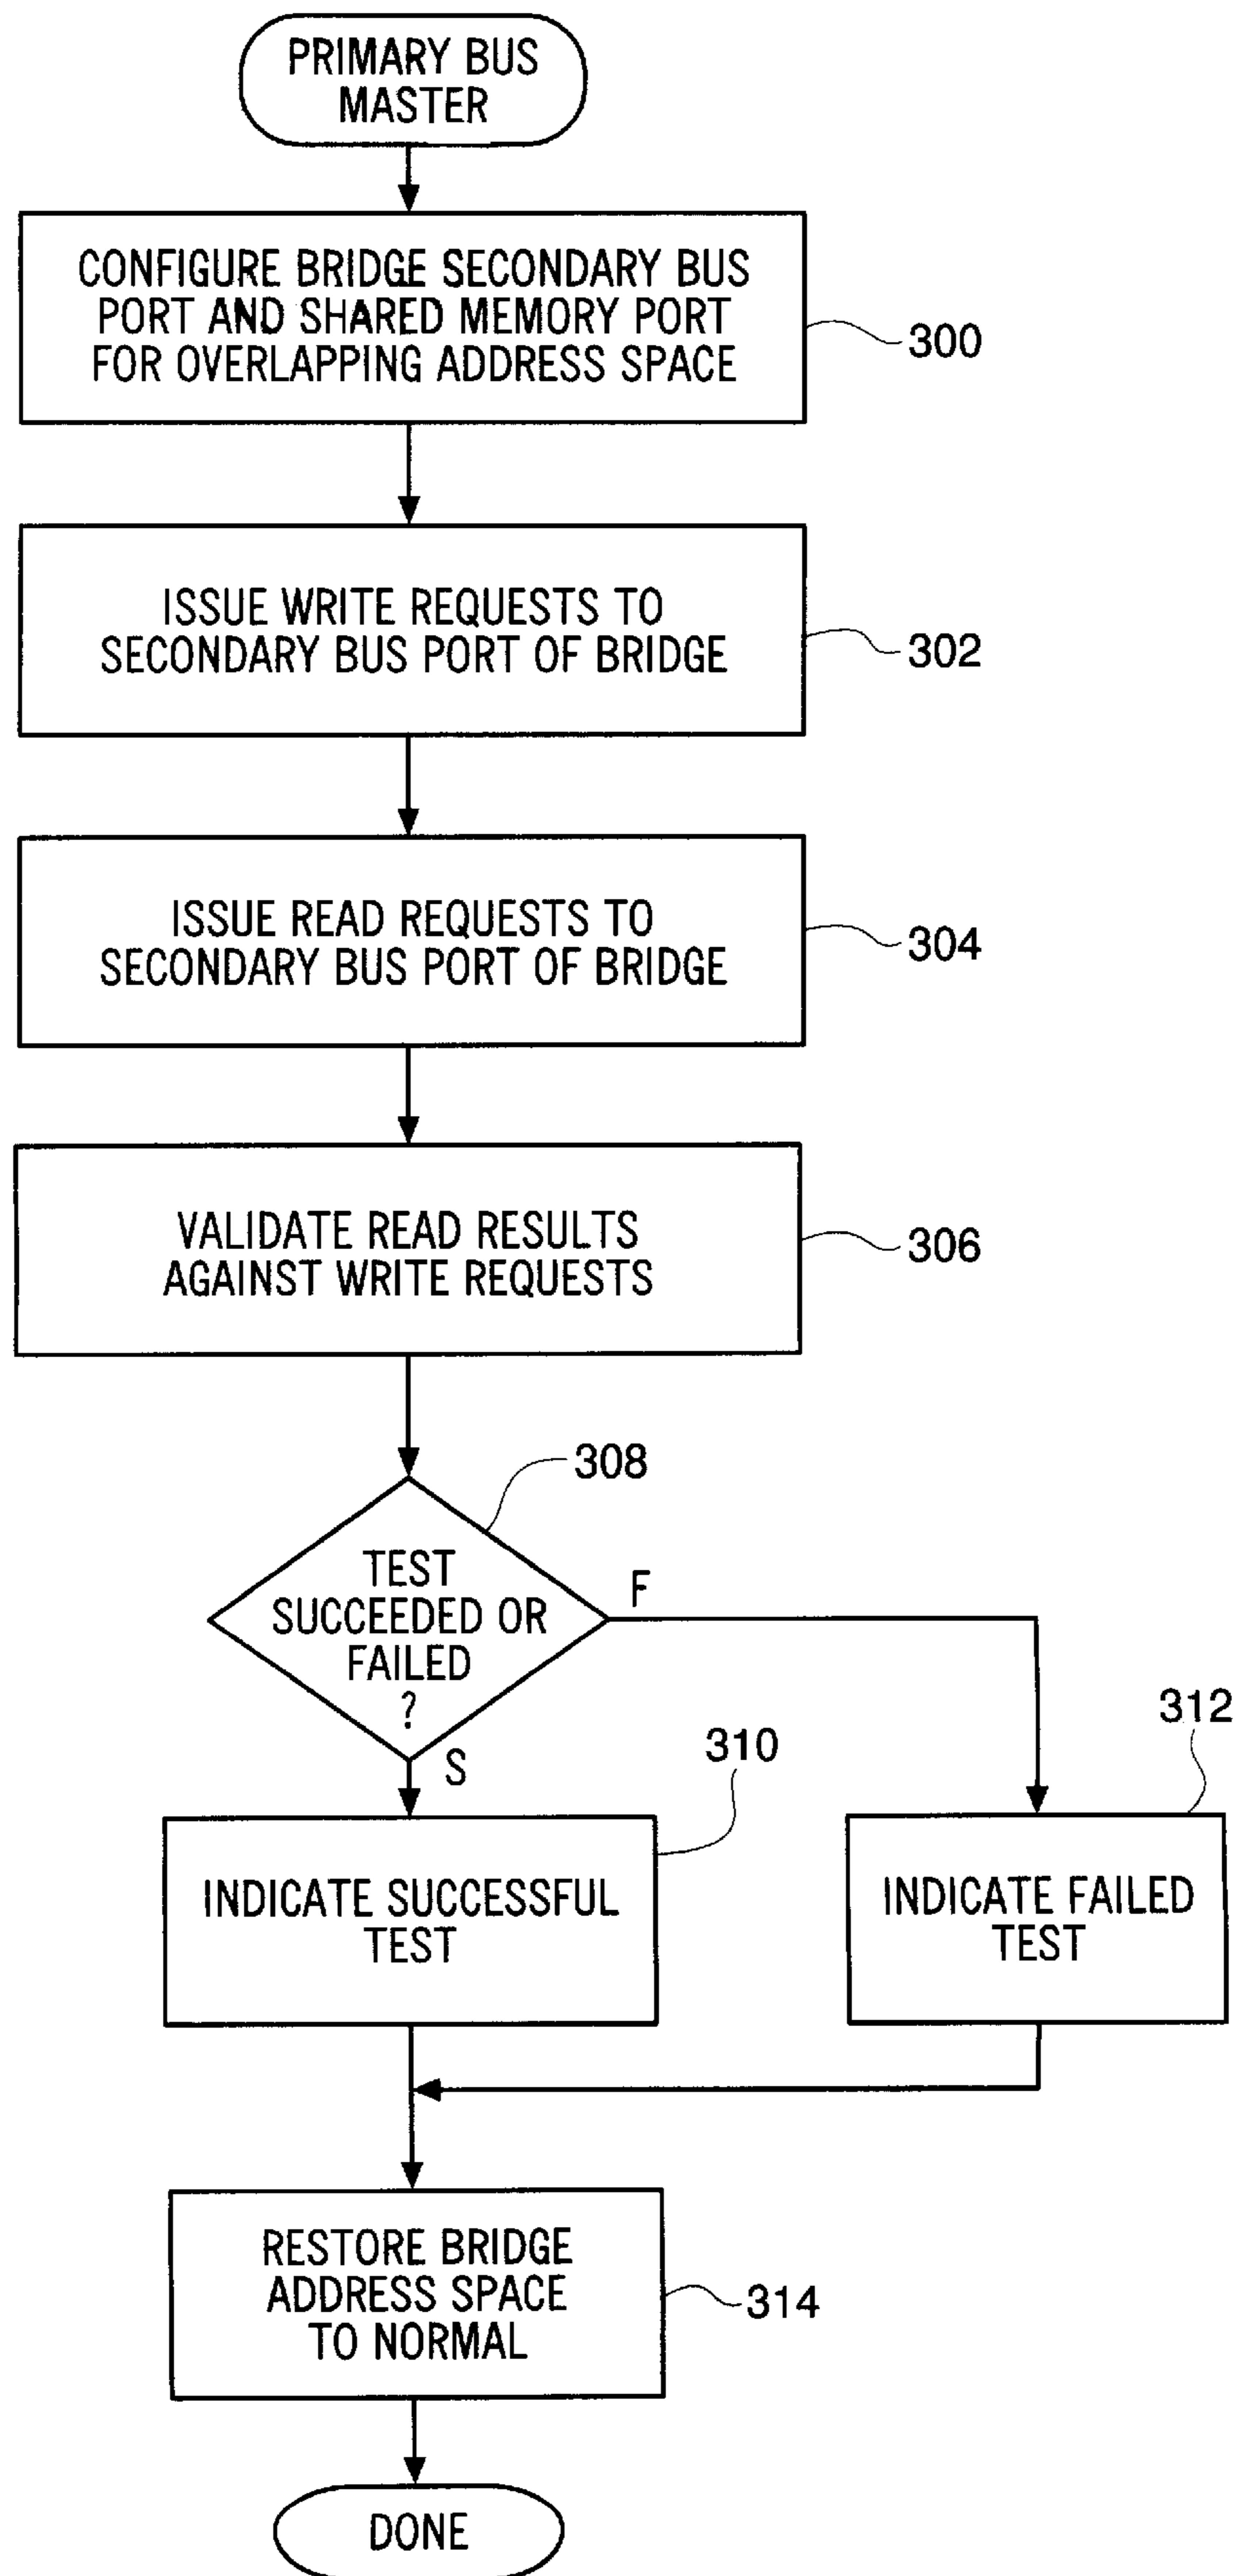 PRIMARY BUS
MASTER
CONFIGURE BRIDGE SECONDARY BUS
PORT AND SHARED MEMORY PORT
FOR OVERLAPPING ADDRESS SPACE
300
ISSUE WRITE REQUESTS TO
SECONDARY BUS PORT OF BRIDGE
302
ISSUE READ REQUESTS TO
SECONDARY BUS PORT OF BRIDGE
304
VALIDATE READ RESULTS
AGAINST WRITE REQUESTS
306
308
TEST
SUCCEEDED OR
FAILED
?
F
S
310
312
INDICATE SUCCESSFUL
TEST
INDICATE FAILED
TEST
RESTORE BRIDGE
ADDRESS SPACE
TO NORMAL
314
DONE